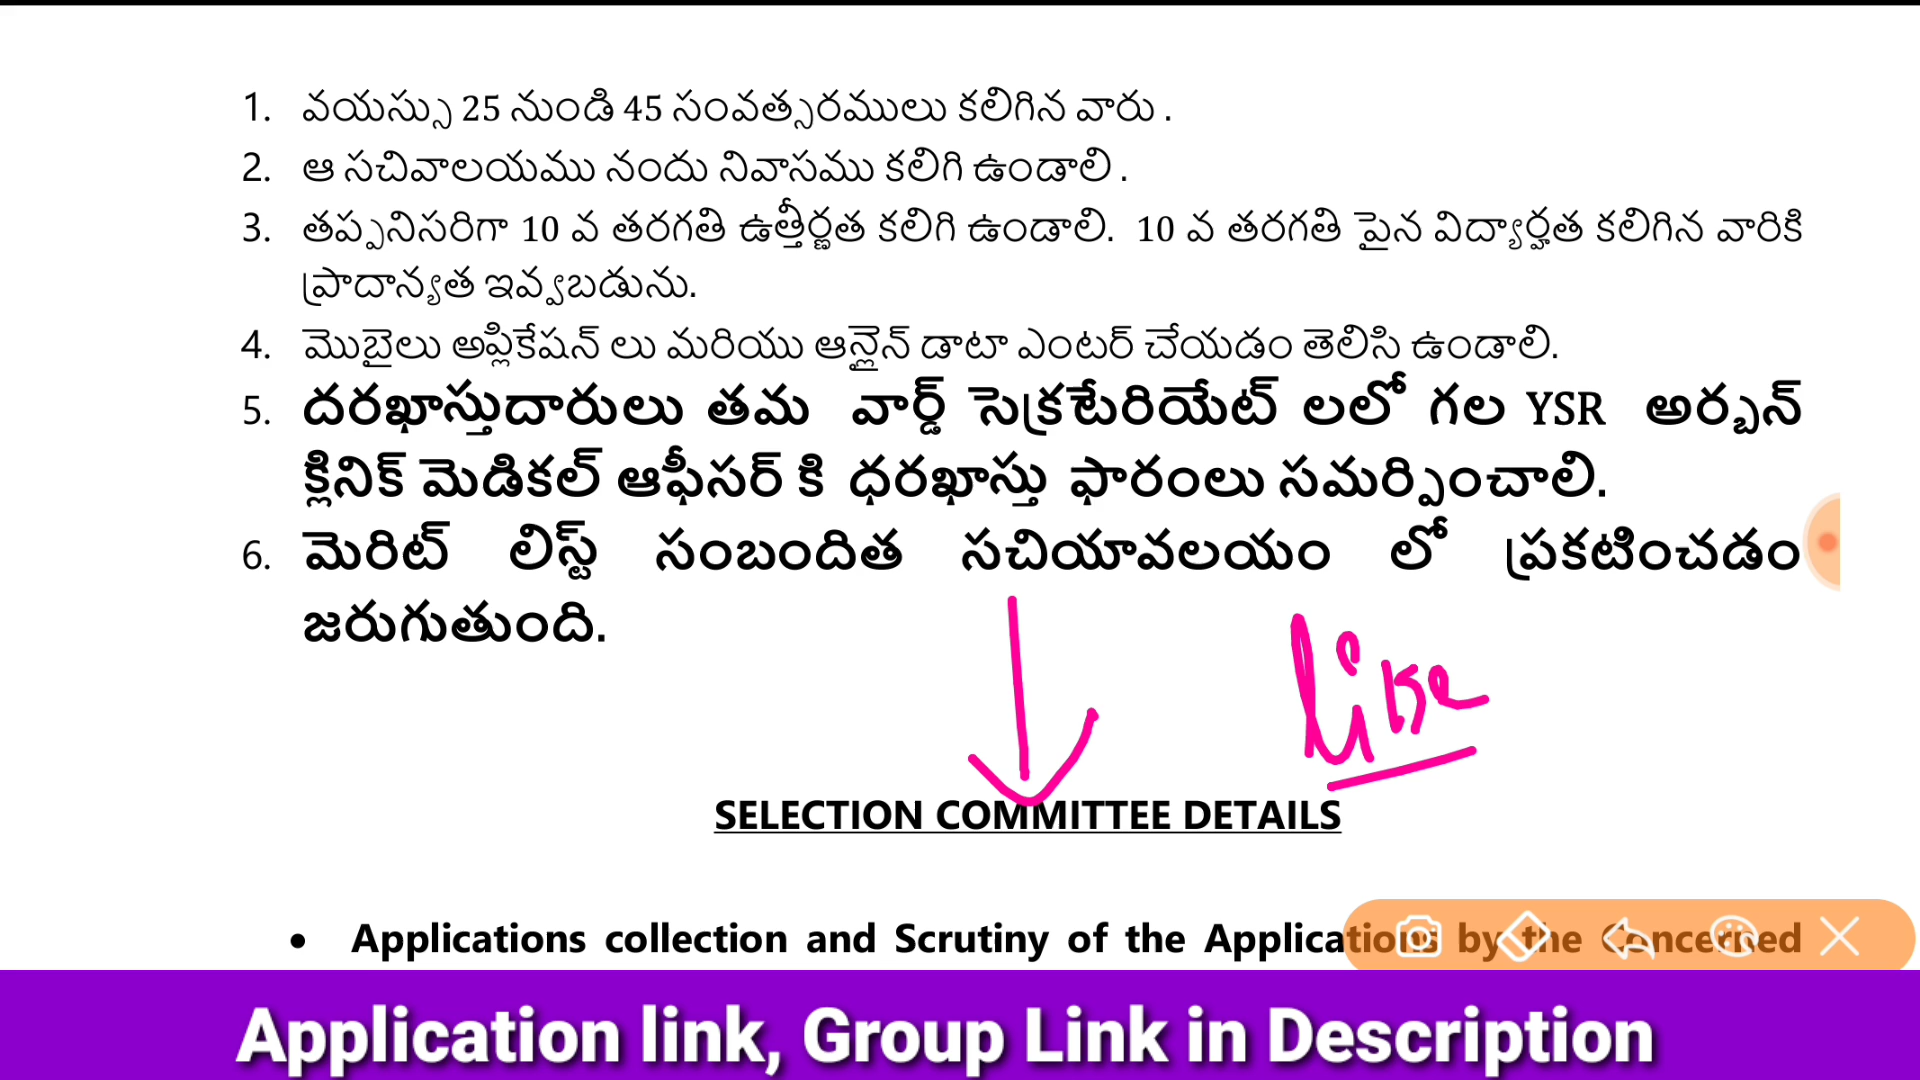 1. వయస్సు 25 నుండి 45 సంవత్సరములు కలిగిన వారు .
2. ఆ సచివాలయము నందు నివాసము కలిగి ఉండాలి .
3. తప్పనిసరిగా 10 వ తరగతి ఉత్తీర్ణత కలిగి ఉండాలి. 10 వ తరగతి పైన విద్యార్హత కలిగిన వారికి
ప్రాదాన్యత ఇవ్వబడును.
4. మొబైలు అప్లికేషన్ లు మరియు ఆన్లైన్ డాటా ఎంటర్ చేయడం తెలిసి ఉండాలి.
5. దరఖాస్తుదారులు తమ వార్డ్ సెక్రటేరియేట్ లలో గల YSR అర్బన్
క్లినిక్ మెడికల్ ఆఫీసర్ కి ధరఖాస్తు ఫారంలు సమర్పించాలి.
6. మెరిట్ లిస్ట్ సంబందిత సచియావలయం లో ప్రకటించడం
జరుగుతుంది.
like
SELECTION COMMITTEE DETAILS
• Applications collection and Scrutiny of the Applications by the Concerned
Application link, Group Link in Description